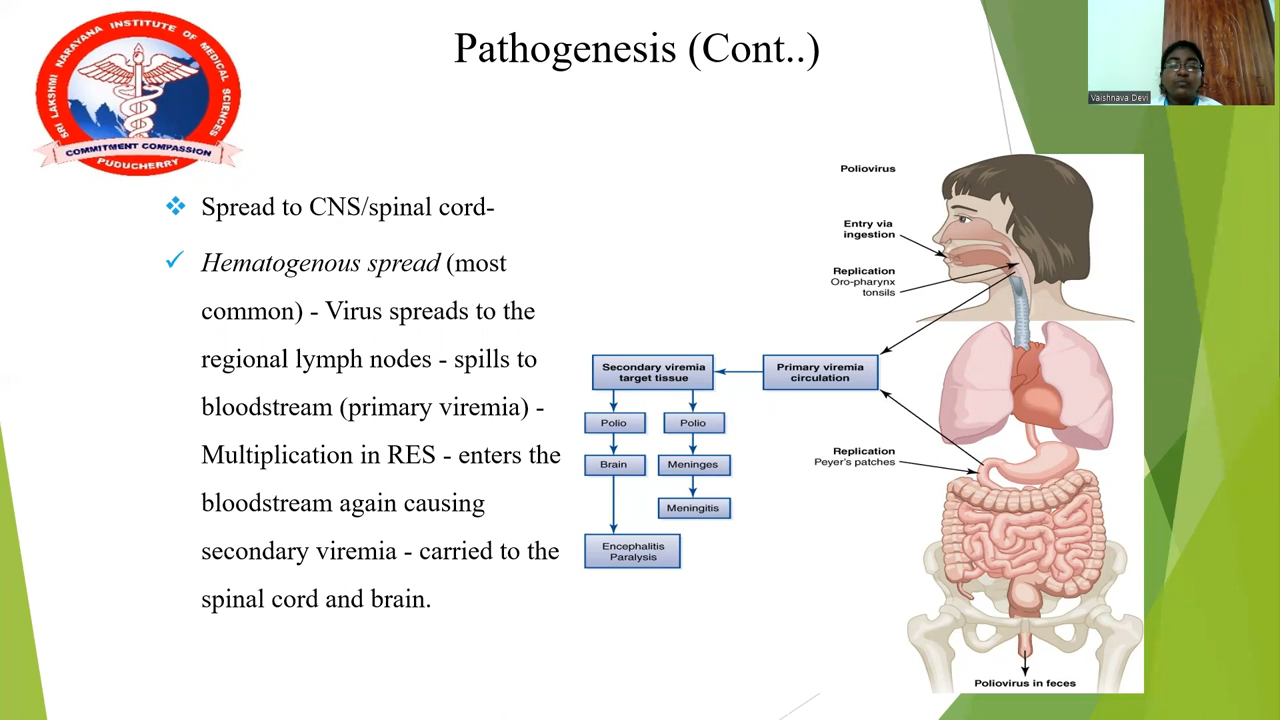 Pathogenesis (Cont..)
SRI LAKSHMI NARAYANA INSTITUTE OF MEDICAL SCIENCES
COMMITMENT COMPASSION
PUDUCHERRY
Vaishnava Devi
Spread to CNS/spinal cord-
Hematogenous spread (most
common) - Virus spreads to the
regional lymph nodes - spills to
bloodstream (primary viremia) -
Multiplication in RES - enters the
bloodstream again causing
secondary viremia - carried to the
spinal cord and brain.
Poliovirus
Entry via
ingestion
Replication
Oro-pharynx
tonsils
Secondary viremia
target tissue
Primary viremia
circulation
Polio
Polio
Brain
Meninges
Meningitis
Encephalitis
Paralysis
Replication
Peyer's patches
Poliovirus in feces